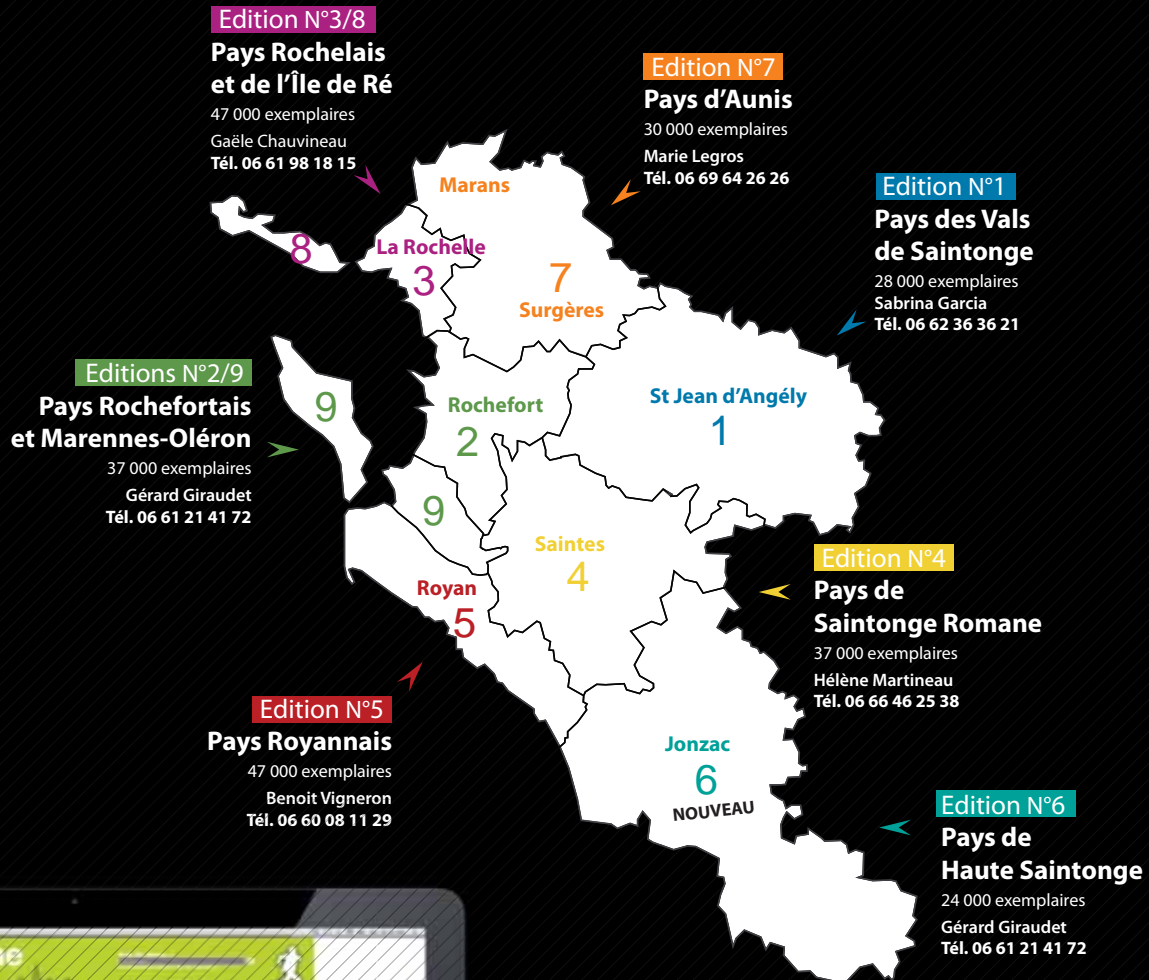 Edition N°3/8
Pays Rochelais
et de l'Île de Ré
47 000 exemplaires
Gaële Chauvineau
Tél. 06 61 98 18 15
Edition N°7
Pays d'Aunis
30 000 exemplaires
Marie Legros
Tél. 06 69 64 26 26
Edition N°1
Pays des Vals
de Saintonge
28 000 exemplaires
Sabrina Garcia
Tél. 06 62 36 36 21
Marans
8
La Rochelle
3
7
Surgères
Editions N°2/9
Pays Rochefortais
et Marennes-Oléron
37 000 exemplaires
Gérard Giraudet
Tél. 06 61 21 41 72
9
Rochefort
2
St Jean d'Angély
1
9
Saintes
4
Royan
5
Edition N°4
Pays de
Saintonge Romane
37 000 exemplaires
Hélène Martineau
Tél. 06 66 46 25 38
Edition N°5
Pays Royannais
47 000 exemplaires
Benoit Vigneron
Tél. 06 60 08 11 29
Jonzac
6
NOUVEAU
Edition N°6
Pays de
Haute Saintonge
24 000 exemplaires
Gérard Giraudet
Tél. 06 61 21 41 72